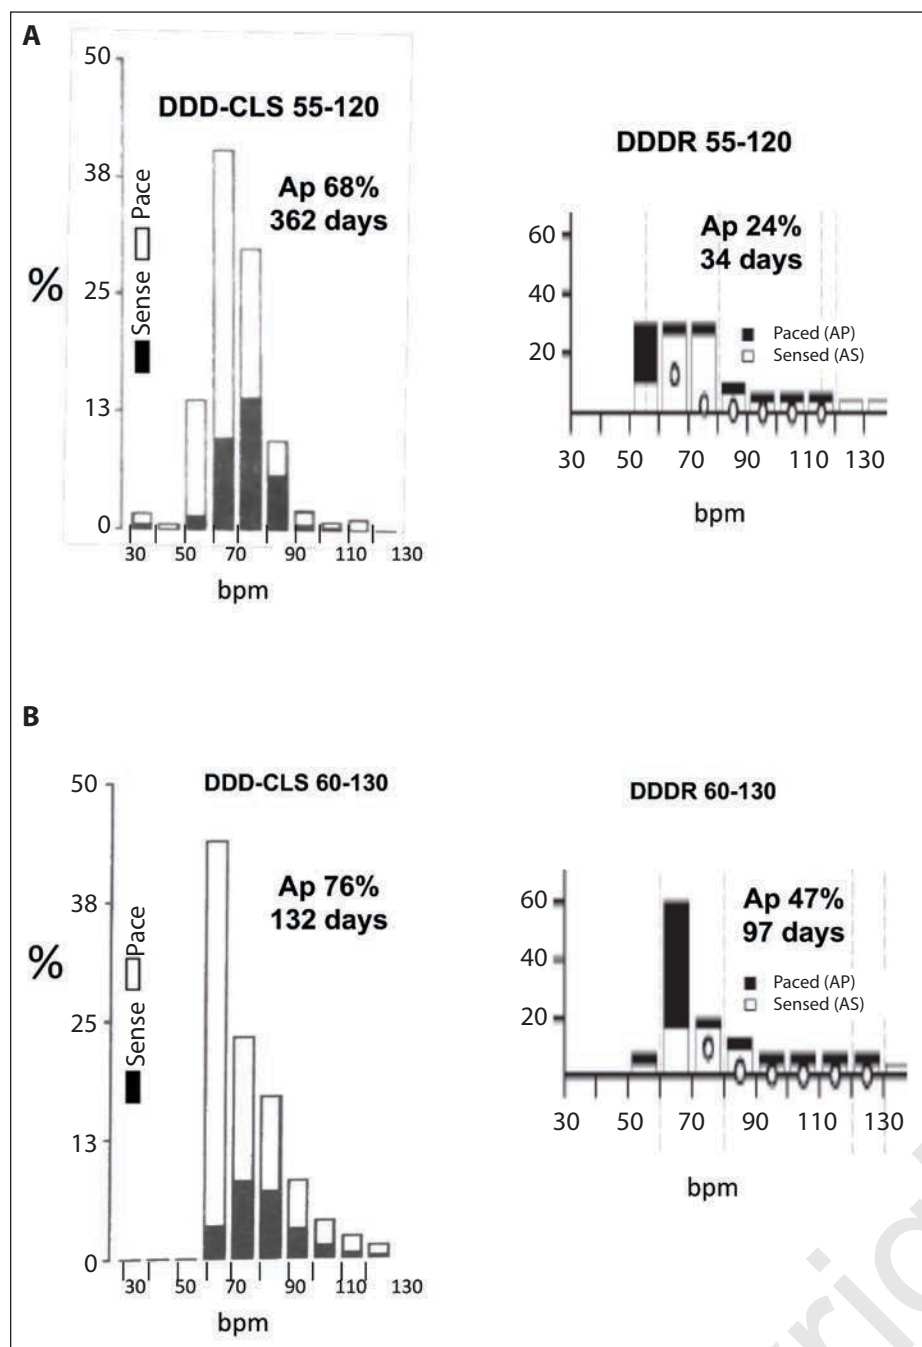 A
DDD-CLS 55-120
Ap 68%
362 days
50
38
25
13
0
%
Sense Pace
30 50 70 90 110 130
bpm
DDDR 55-120
Ap 24%
34 days
60
40
20
Paced (AP)
Sensed (AS)
30 50 70 90 110 130
bpm
B
DDD-CLS 60-130
Ap 76%
132 days
50
38
25
13
0
%
Sense Pace
30 50 70 90 110 130
bpm
DDDR 60-130
Ap 47%
97 days
60
40
20
Paced (AP)
Sensed (AS)
30 50 70 90 110 130
bpm